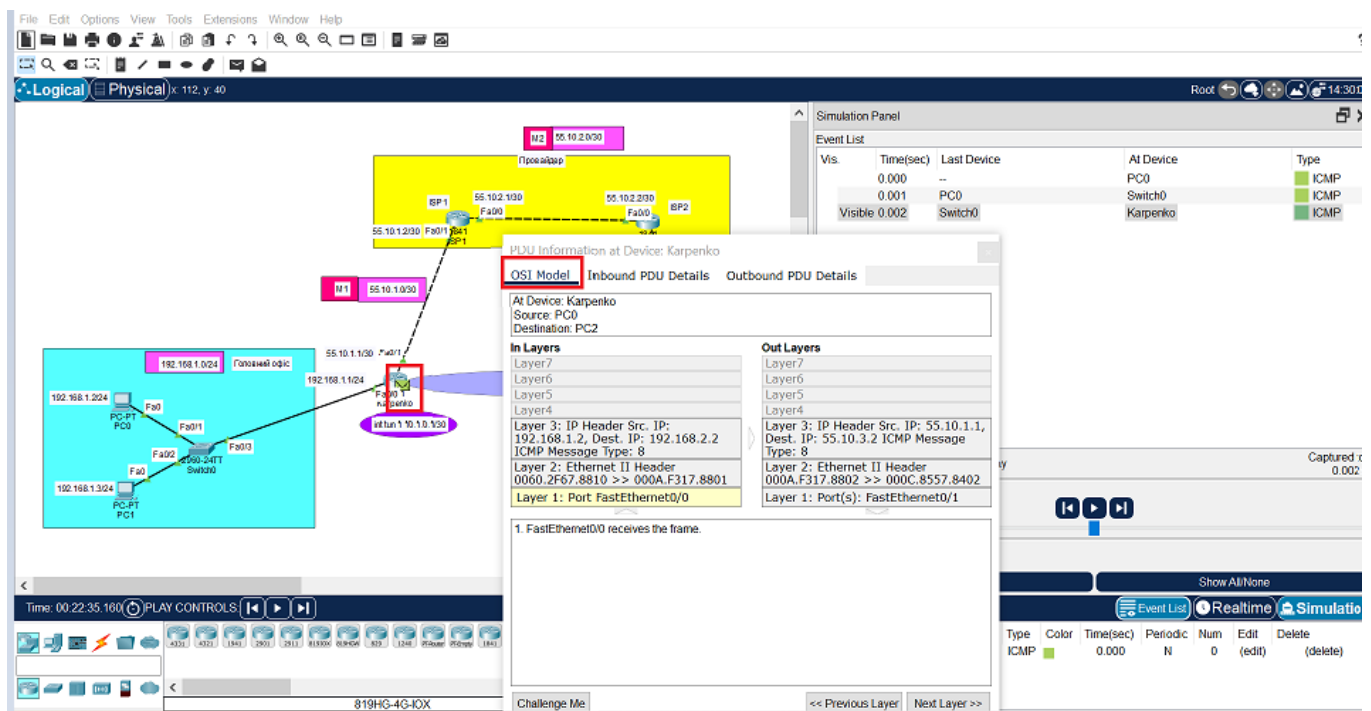 File Edit Options View Tools Extensions Window Help
Logical Physical x: 112, y: 40
Root 14:30:
Simulation Panel
Event List
Vis. Time(sec) Last Device At Device Type
0.000 -- PC0 ICMP
0.001 PC0 Switch0 ICMP
Visible 0.002 Switch0 Karpenko ICMP
M2 55.10.2.0/30
Провайдер
ISP1 55.10.2.1/30 55.10.2.2/30 ISP2
Fa0/0 Fa0/0
55.10.1.2/30 Fa0/1 1841
ISP1
M1 55.10.1.0/30
55.10.1.1/30 Fa0/1
192.168.1.0/24 Головний офіс
192.168.1.1/24
Fa0/0
Karpenko
int tun 1 10.1.0.1/30
192.168.1.2/24 Fa0
PC-PT
PC0
Fa0/1
Fa0/2 2960-24TT Fa0/3
Switch0
Fa0
192.168.1.3/24
PC-PT
PC1
PDU Information at Device: Karpenko
OSI Model Inbound PDU Details Outbound PDU Details
At Device: Karpenko
Source: PC0
Destination: PC2
In Layers Out Layers
Layer7 Layer7
Layer6 Layer6
Layer5 Layer5
Layer4 Layer4
Layer 3: IP Header Src. IP: 192.168.1.2, Dest. IP: 192.168.2.2 ICMP Message Type: 8
Layer 3: IP Header Src. IP: 55.10.1.1, Dest. IP: 55.10.3.2 ICMP Message Type: 8
Layer 2: Ethernet II Header 0060.2F67.8810 >> 000A.F317.8801
Layer 2: Ethernet II Header 000A.F317.8802 >> 000C.8557.8402
Layer 1: Port FastEthernet0/0 Layer 1: Port(s): FastEthernet0/1
1. FastEthernet0/0 receives the frame.
Challenge Me << Previous Layer Next Layer >>
Captured
0.002
Show All/None
Time: 00:22:35.160 PLAY CONTROLS:
Event List Realtime Simulatio
4331 4321 1941 2901 2911 819IOX 819HGW 829 1240 PT-Router PT-Empty 1841
Type Color Time(sec) Periodic Num Edit Delete
ICMP 0.000 N 0 (edit) (delete)
819HG-4G-IOX